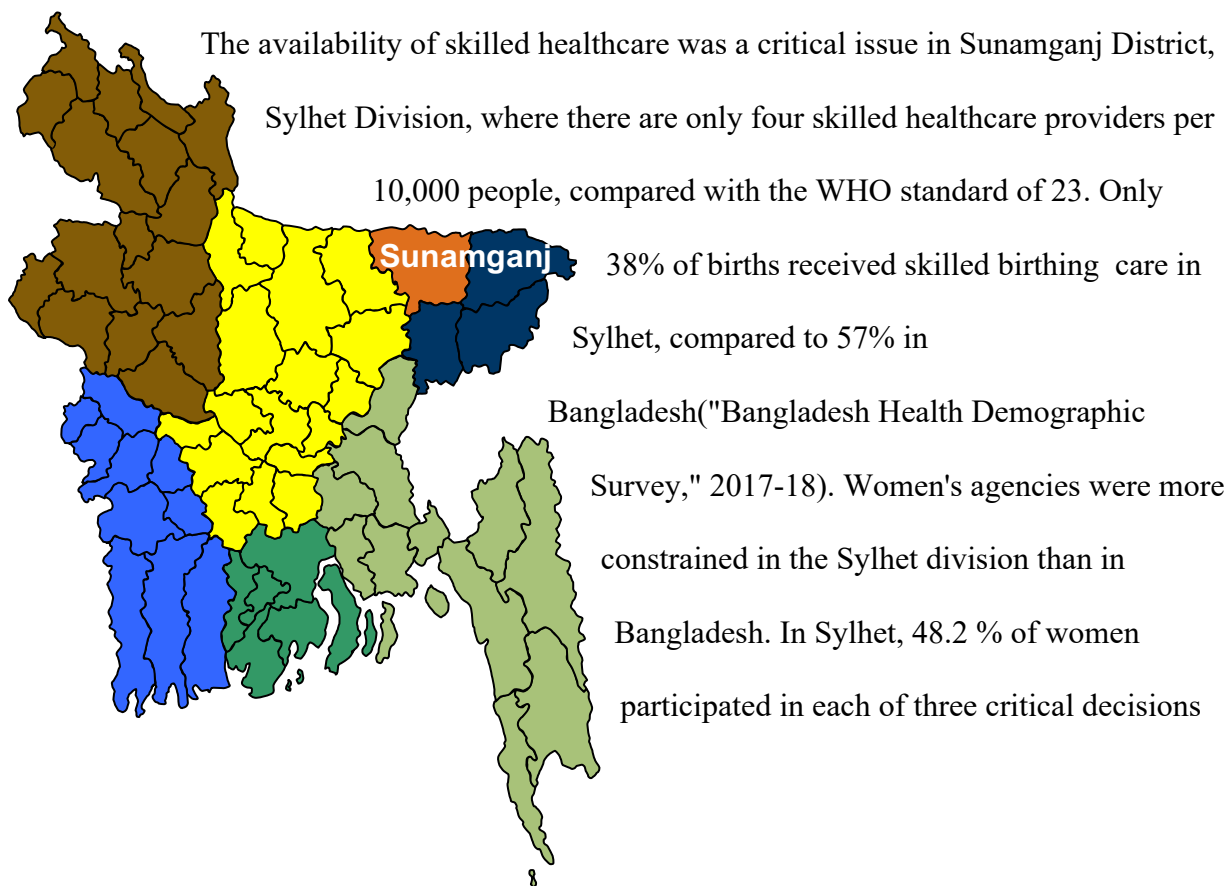 The availability of skilled healthcare was a critical issue in Sunamganj District,
Sylhet Division, where there are only four skilled healthcare providers per
10,000 people, compared with the WHO standard of 23. Only
Sunamganj
38% of births received skilled birthing care in
Sylhet, compared to 57% in
Bangladesh("Bangladesh Health Demographic
Survey," 2017-18). Women's agencies were more
constrained in the Sylhet division than in
Bangladesh. In Sylhet, 48.2 % of women
participated in each of three critical decisions